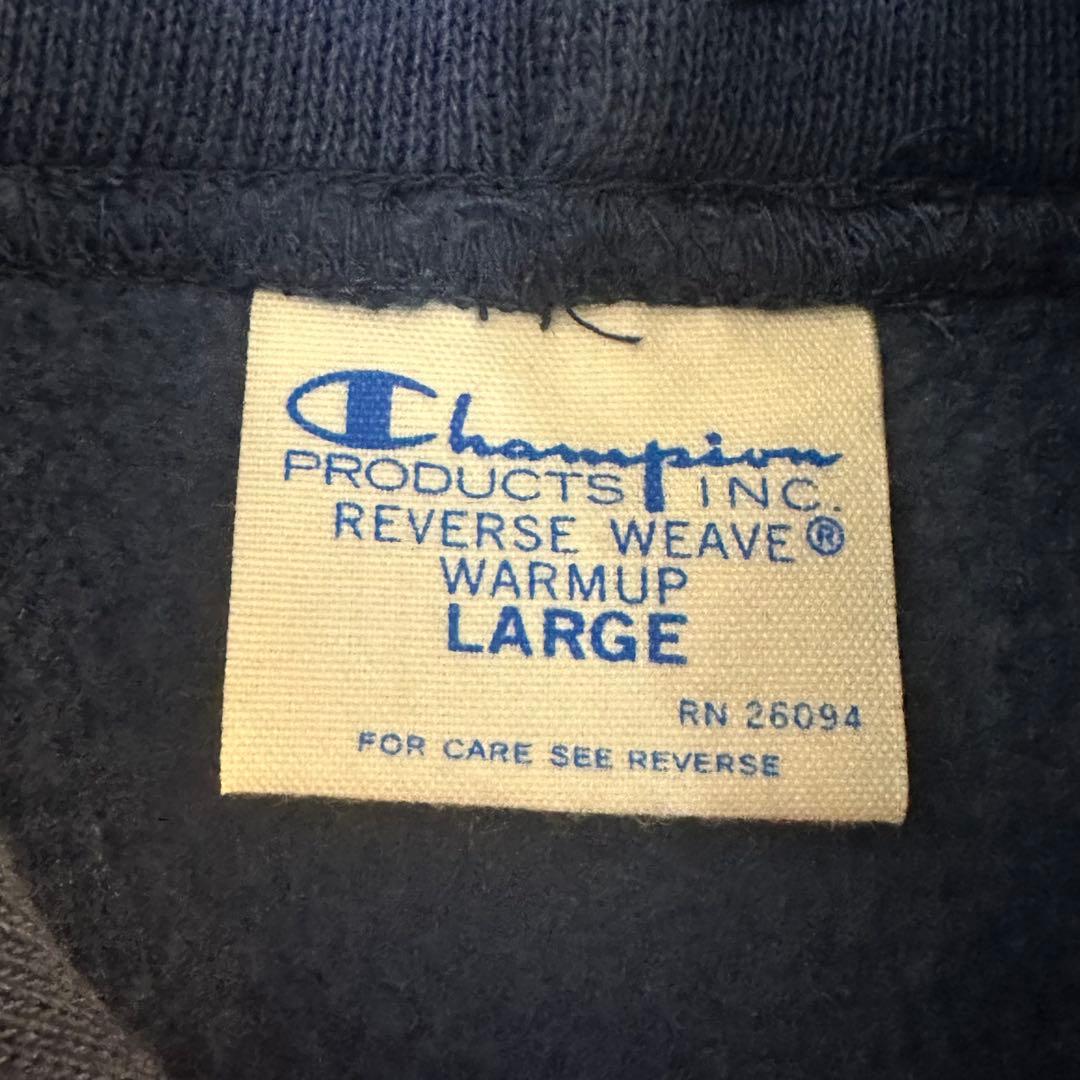 Champion
PRODUCTS INC.
REVERSE WEAVE®
WARMUP
LARGE
RN 26094
FOR CARE SEE REVERSE